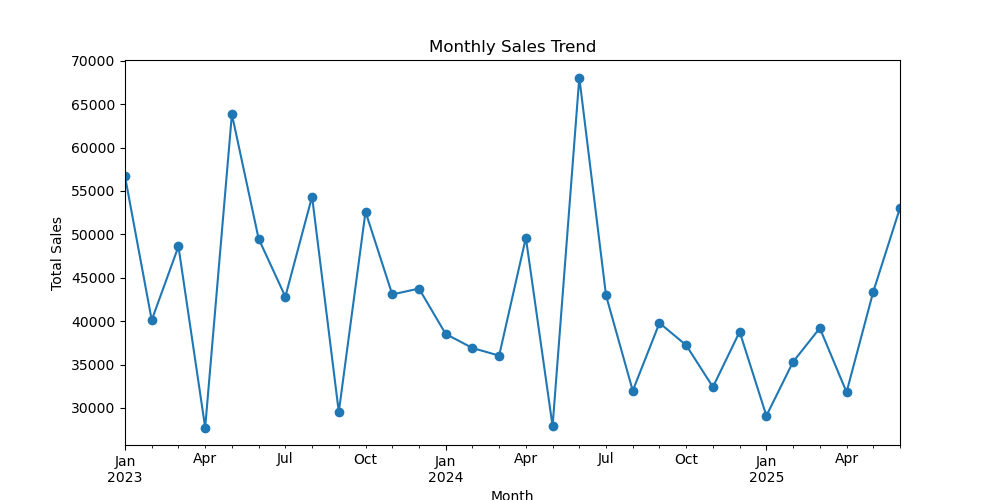 Monthly Sales Trend
70000
65000
60000
55000
50000
45000
40000
35000
30000
Total Sales
Jan Apr Jul Oct Jan Apr Jul Oct Jan Apr
2023 2024 2025
Month